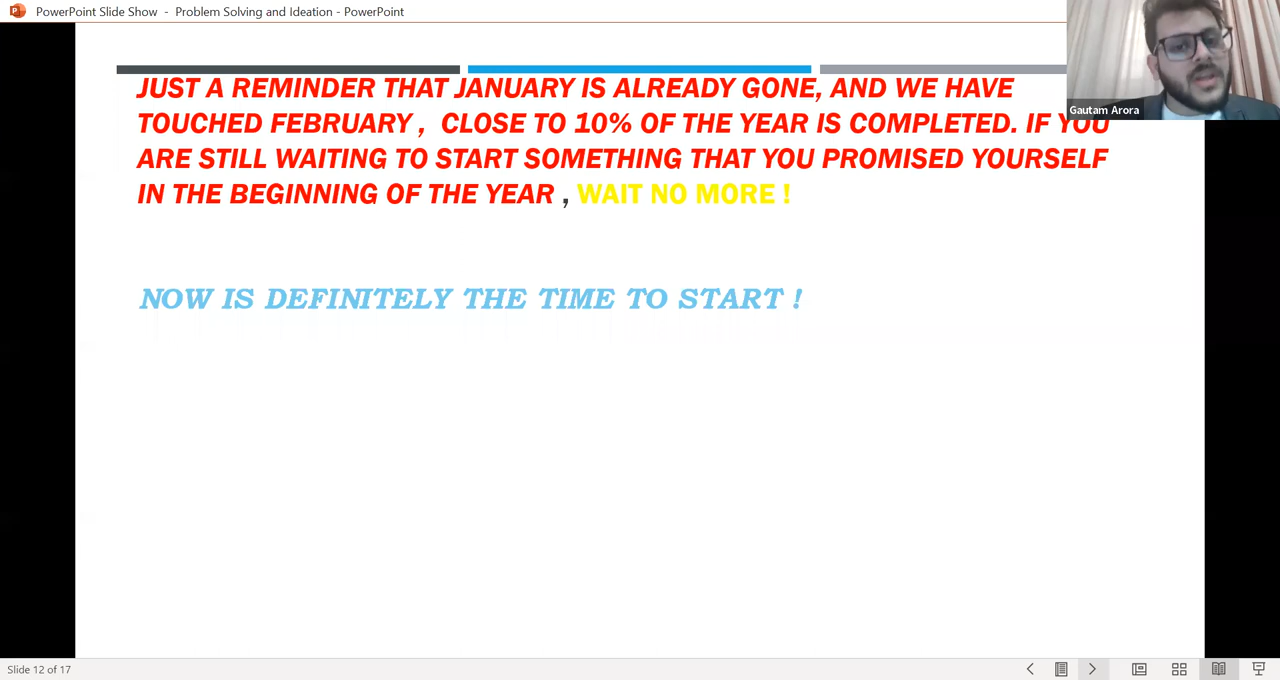 PowerPoint Slide Show - Problem Solving and Ideation - PowerPoint
Gautam Arora
JUST A REMINDER THAT JANUARY IS ALREADY GONE, AND WE HAVE
TOUCHED FEBRUARY , CLOSE TO 10% OF THE YEAR IS COMPLETED. IF YOU
ARE STILL WAITING TO START SOMETHING THAT YOU PROMISED YOURSELF
IN THE BEGINNING OF THE YEAR , WAIT NO MORE !
NOW IS DEFINITELY THE TIME TO START !
Slide 12 of 17